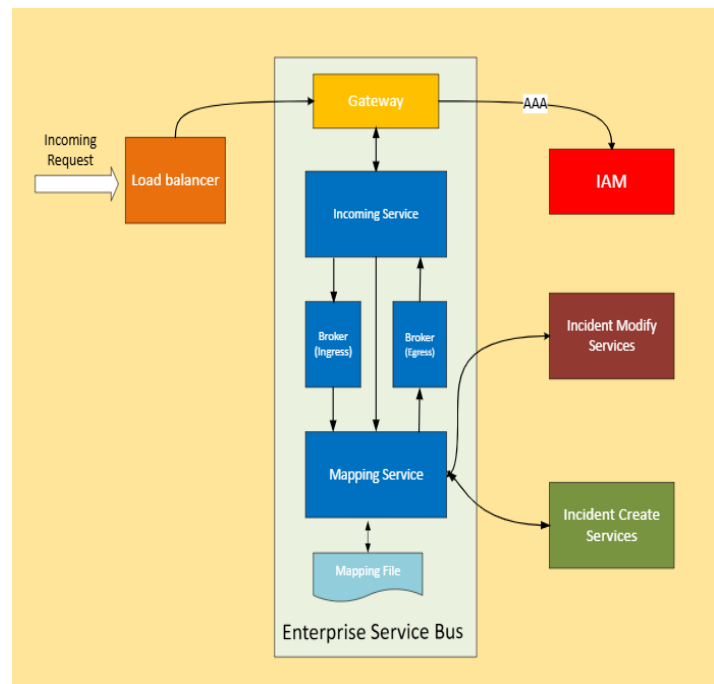 Gateway
AAA
Incoming
Request
Load balancer
IAM
Incoming Service
Broker
(Ingress)
Broker
(Egress)
Incident Modify
Services
Mapping Service
Incident Create
Services
Mapping File
Enterprise Service Bus